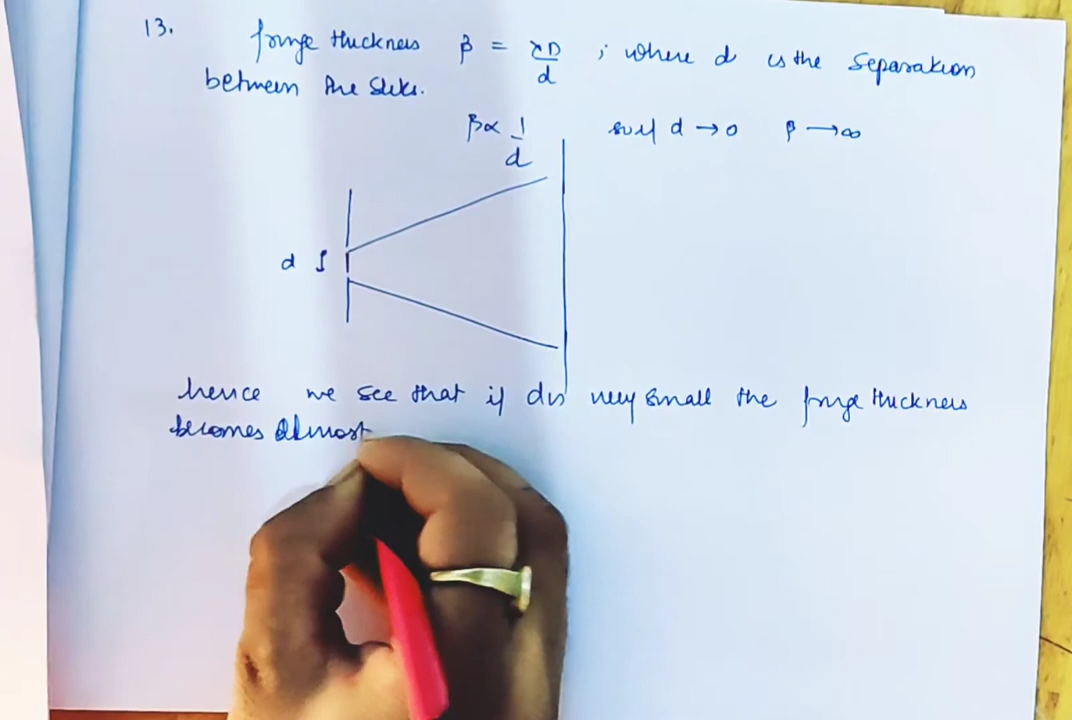 13. fringe thickness β = λD/d ; where d is the separation
between the slits.
β∝ 1/d so if d → 0 β → ∞
d
hence we see that if d is very small the fringe thickness
becomes almost